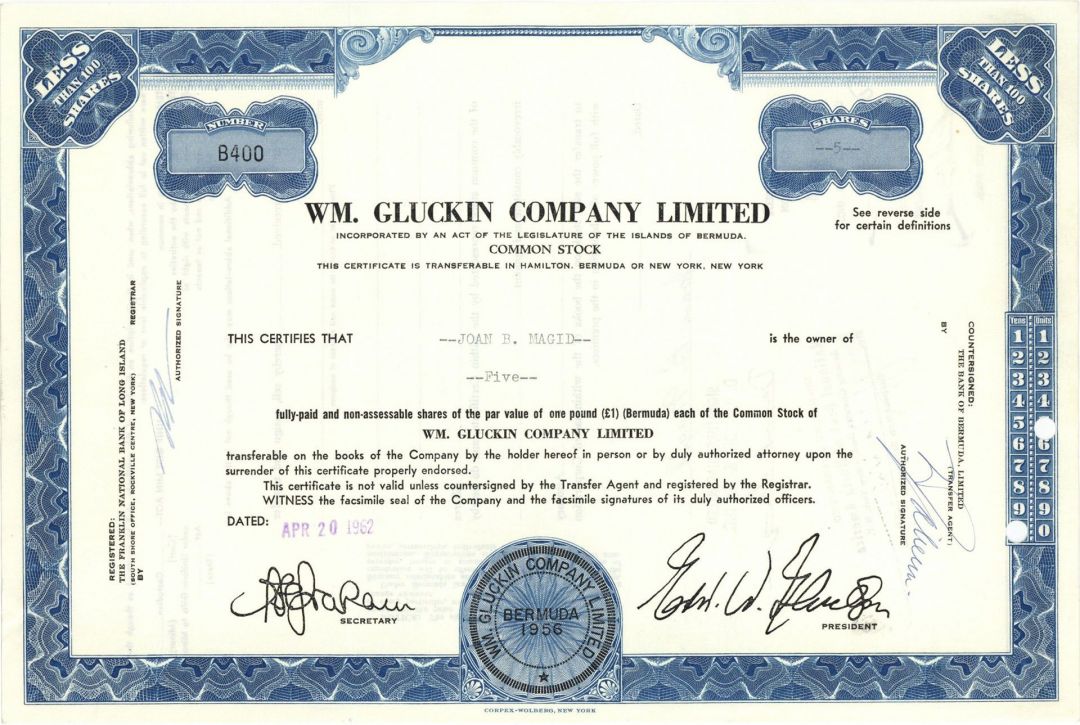 LESS
THAN 100
SHARES
LESS
THAN 100
SHARES
NUMBER
B400
SHARES
--5--
WM. GLUCKIN COMPANY LIMITED
INCORPORATED BY AN ACT OF THE LEGISLATURE OF THE ISLANDS OF BERMUDA.
COMMON STOCK
THIS CERTIFICATE IS TRANSFERABLE IN HAMILTON, BERMUDA OR NEW YORK, NEW YORK
See reverse side
for certain definitions
THIS CERTIFIES THAT --JOAN B. MAGID-- is the owner of
--Five--
fully-paid and non-assessable shares of the par value of one pound (£1) (Bermuda) each of the Common Stock of
WM. GLUCKIN COMPANY LIMITED
transferable on the books of the Company by the holder hereof in person or by duly authorized attorney upon the
surrender of this certificate properly endorsed.
This certificate is not valid unless countersigned by the Transfer Agent and registered by the Registrar.
WITNESS the facsimile seal of the Company and the facsimile signatures of its duly authorized officers.
DATED: APR 20 1962
SECRETARY
PRESIDENT
WM GLUCKIN COMPANY LIMITED
BERMUDA
1956
REGISTERED:
THE FRANKLIN NATIONAL BANK OF LONG ISLAND
(SOUTH SHORE OFFICE, ROCKVILLE CENTRE, NEW YORK) REGISTRAR
BY
AUTHORIZED SIGNATURE
COUNTERSIGNED:
THE BANK OF BERMUDA, LIMITED
(TRANSFER AGENT)
BY
AUTHORIZED SIGNATURE
Tens Units
1 1
2 2
3 3
4 4
5
6 6
7 7
8 8
9 9
0
CORPEX-WOLBERG, NEW YORK